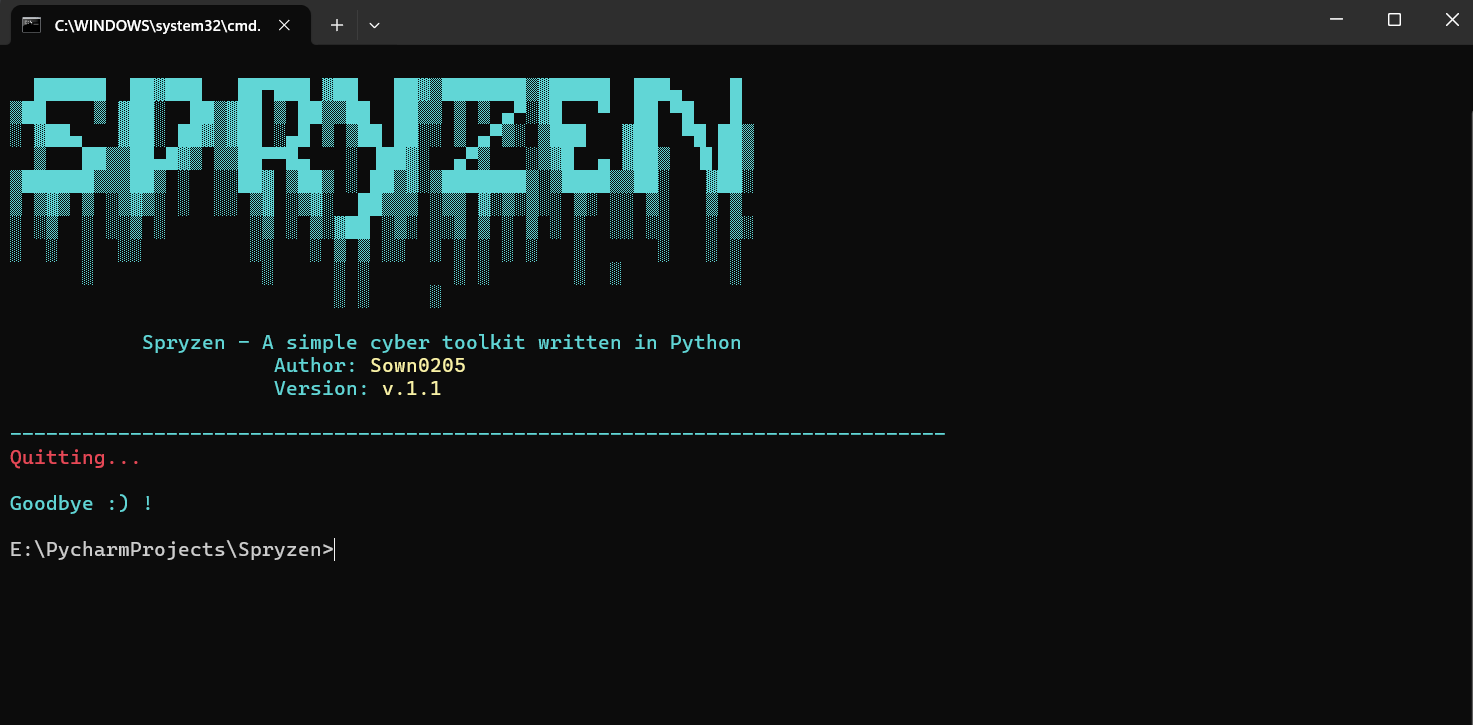 C:\WINDOWS\system32\cmd.
SPRYZEN
Spryzen - A simple cyber toolkit written in Python
Author: Sown0205
Version: v.1.1
------------------------------------------------------------------------------
Quitting...
Goodbye :) !
E:\PycharmProjects\Spryzen>